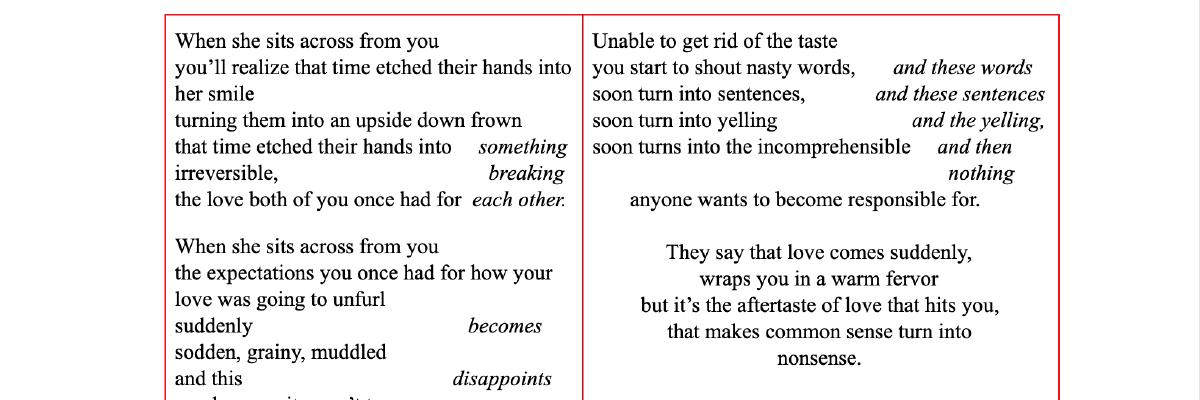 When she sits across from you
you’ll realize that time etched their hands into
her smile
turning them into an upside down frown
that time etched their hands into something
irreversible, breaking
the love both of you once had for each other.
When she sits across from you
the expectations you once had for how your
love was going to unfurl
suddenly becomes
sodden, grainy, muddled
and this disappoints
Unable to get rid of the taste
you start to shout nasty words, and these words
soon turn into sentences, and these sentences
soon turn into yelling and the yelling,
soon turns into the incomprehensible and then
nothing
anyone wants to become responsible for.
They say that love comes suddenly,
wraps you in a warm fervor
but it’s the aftertaste of love that hits you,
that makes common sense turn into
nonsense.